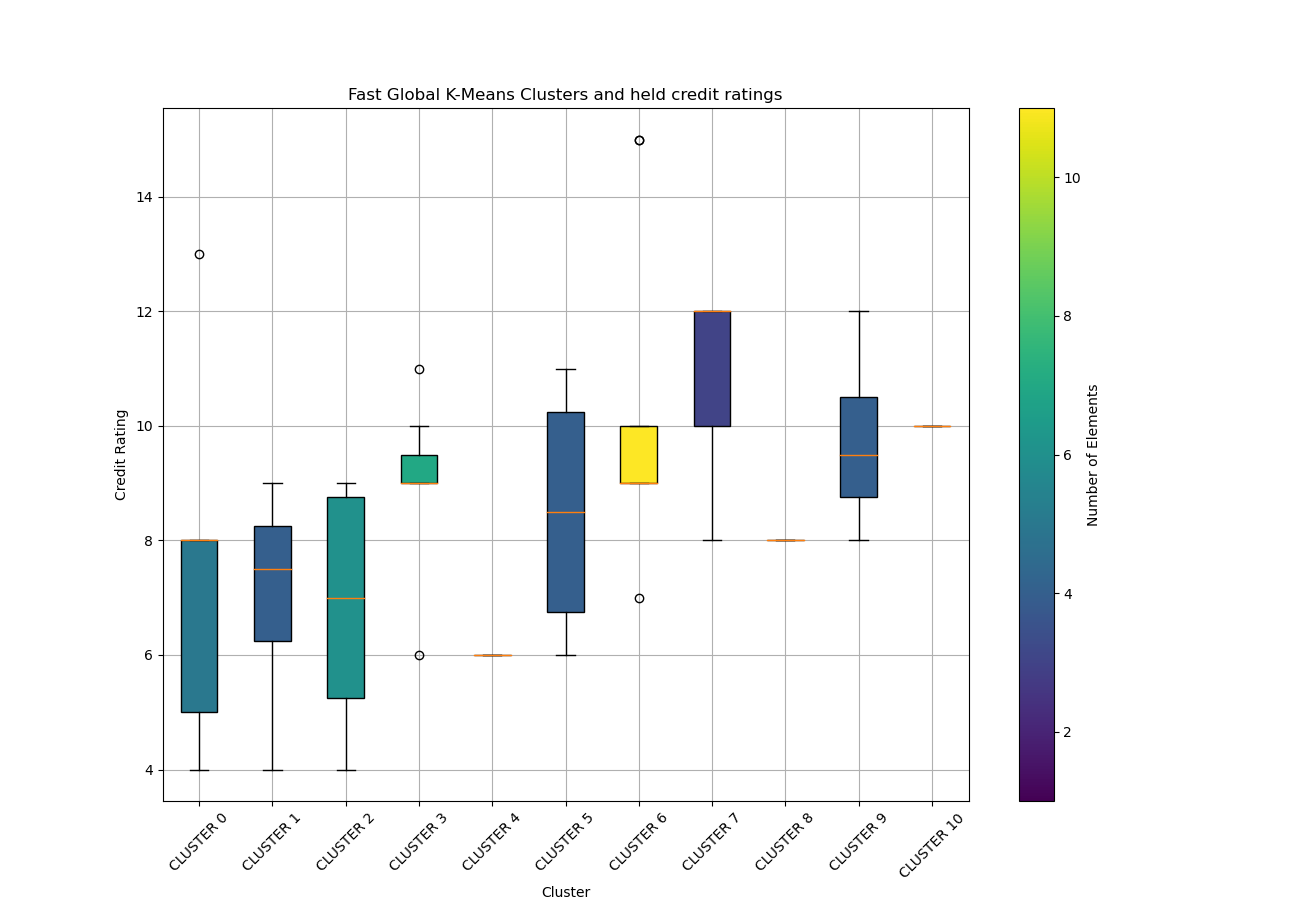 Fast Global K-Means Clusters and held credit ratings
14
12
10
8
6
4
Credit Rating
CLUSTER 0
CLUSTER 1
CLUSTER 2
CLUSTER 3
CLUSTER 4
CLUSTER 5
CLUSTER 6
CLUSTER 7
CLUSTER 8
CLUSTER 9
CLUSTER 10
Cluster
10
8
6
4
2
Number of Elements